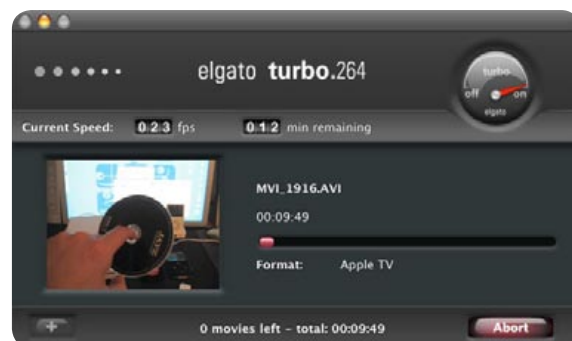 elgato turbo.264
turbo
off on
elgato
Current Speed: 023 fps 012 min remaining
MVI_1916.AVI
00:09:49
Format: Apple TV
+
0 movies left – total: 00:09:49
Abort